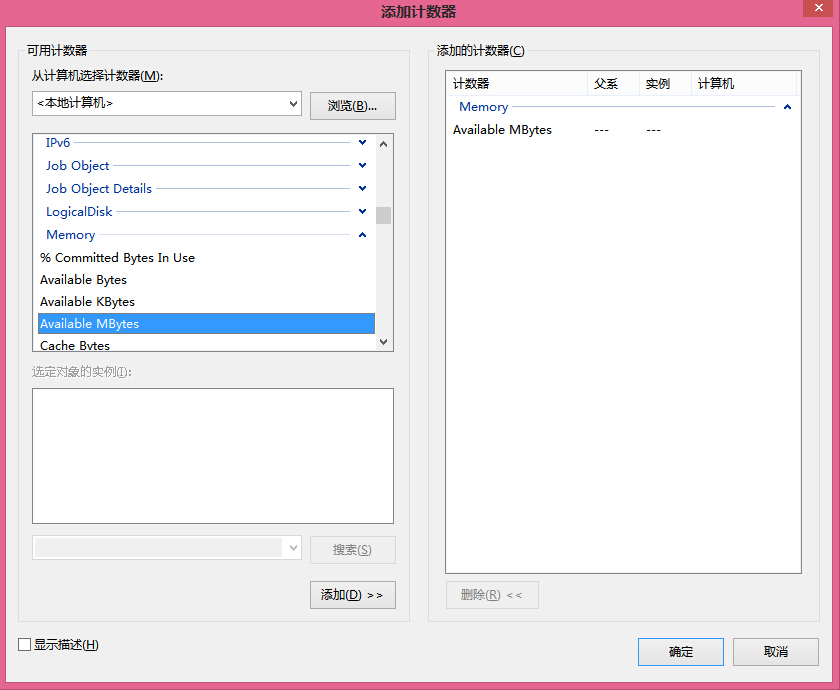 添加计数器
可用计数器
从计算机选择计数器(M):
<本地计算机>
浏览(B)...
IPv6
Job Object
Job Object Details
LogicalDisk
Memory
% Committed Bytes In Use
Available Bytes
Available KBytes
Available MBytes
Cache Bytes
选定对象的实例(I):
搜索(S)
添加(D) >>
添加的计数器(C)
计数器 父系 实例 计算机
Memory
Available MBytes --- ---
删除(R) <<
显示描述(H)
确定
取消